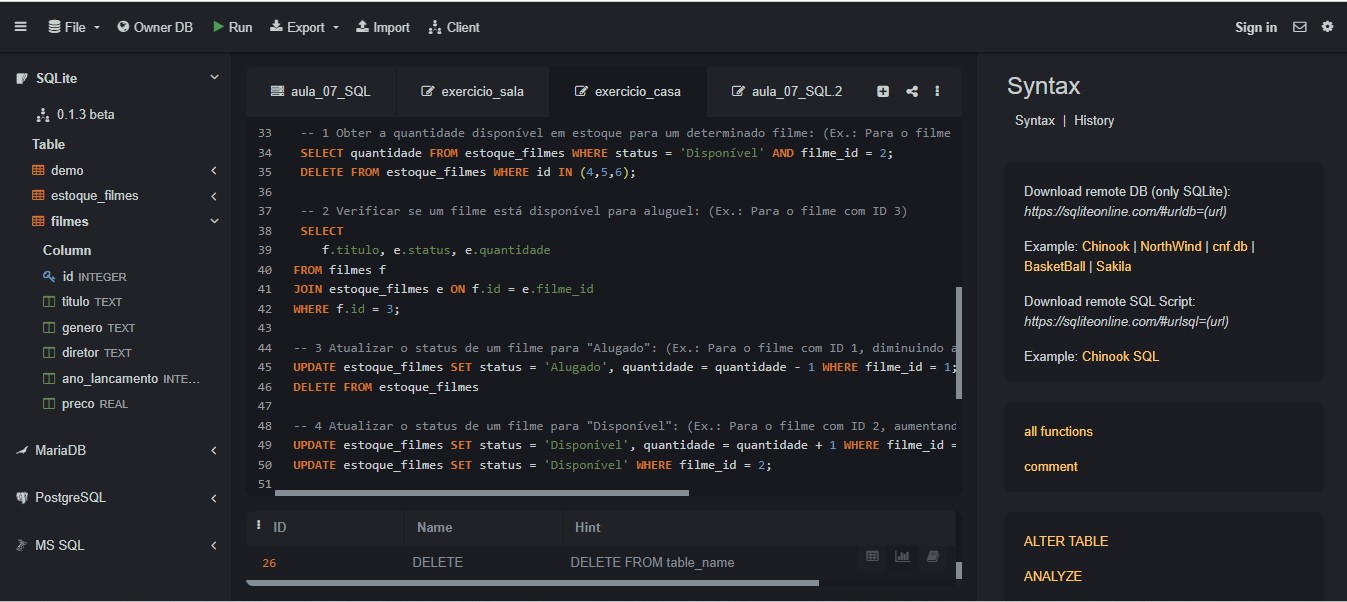 File Owner DB Run Export Import Client Sign in
SQLite
0.1.3 beta
Table
demo
estoque_filmes
filmes
Column
id INTEGER
titulo TEXT
genero TEXT
diretor TEXT
ano_lancamento INTE...
preco REAL
MariaDB
PostgreSQL
MS SQL
aula_07_SQL exercicio_sala exercicio_casa aula_07_SQL.2
33 -- 1 Obter a quantidade disponível em estoque para um determinado filme: (Ex.: Para o filme
34 SELECT quantidade FROM estoque_filmes WHERE status = 'Disponível' AND filme_id = 2;
35 DELETE FROM estoque_filmes WHERE id IN (4,5,6);
36
37 -- 2 Verificar se um filme está disponível para aluguel: (Ex.: Para o filme com ID 3)
38 SELECT
39 f.titulo, e.status, e.quantidade
40 FROM filmes f
41 JOIN estoque_filmes e ON f.id = e.filme_id
42 WHERE f.id = 3;
43
44 -- 3 Atualizar o status de um filme para "Alugado": (Ex.: Para o filme com ID 1, diminuindo a
45 UPDATE estoque_filmes SET status = 'Alugado', quantidade = quantidade - 1 WHERE filme_id = 1;
46 DELETE FROM estoque_filmes
47
48 -- 4 Atualizar o status de um filme para "Disponível": (Ex.: Para o filme com ID 2, aumentand
49 UPDATE estoque_filmes SET status = 'Disponível', quantidade = quantidade + 1 WHERE filme_id =
50 UPDATE estoque_filmes SET status = 'Disponível' WHERE filme_id = 2;
51
ID Name Hint
26 DELETE DELETE FROM table_name
Syntax
Syntax | History
Download remote DB (only SQLite):
https://sqliteonline.com/#urldb=(url)
Example: Chinook | NorthWind | cnf.db |
BasketBall | Sakila
Download remote SQL Script:
https://sqliteonline.com/#urlsql=(url)
Example: Chinook SQL
all functions
comment
ALTER TABLE
ANALYZE